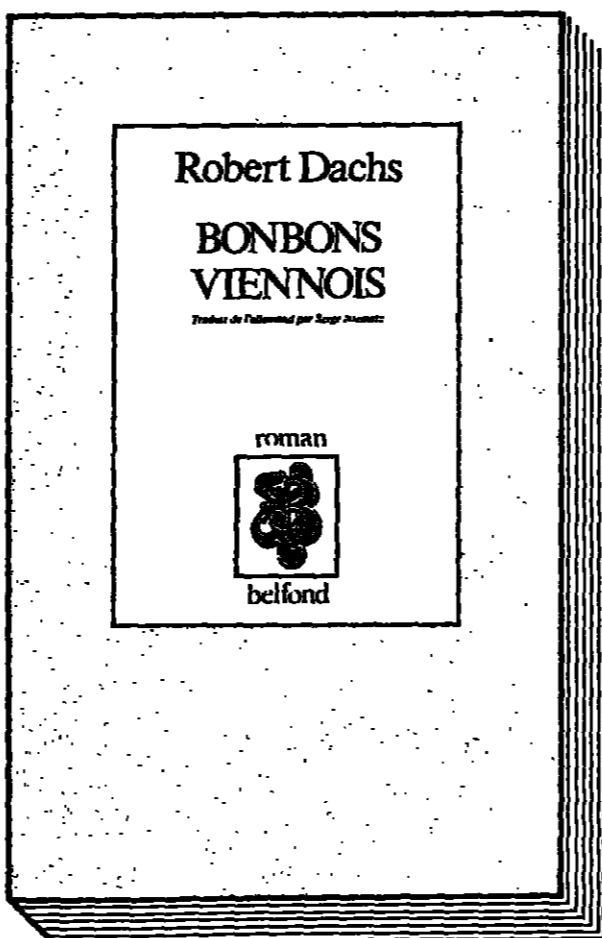 Robert Dachs
BONBONS
VIENNOIS
Traduit de l'allemand par Serge
roman
belfond